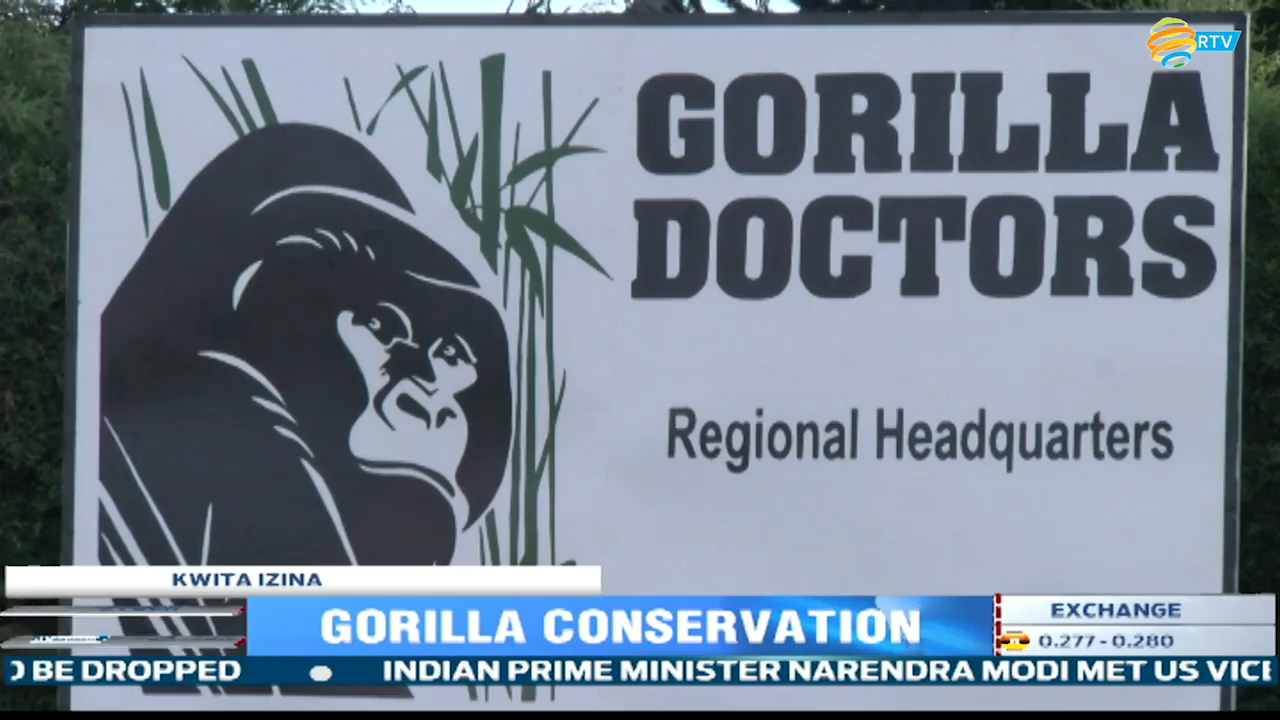 RTV
GORILLA
DOCTORS
Regional Headquarters
KWITA IZINA
GORILLA CONSERVATION
EXCHANGE
0.277 - 0.280
BE DROPPED
INDIAN PRIME MINISTER NARENDRA MODI MET US